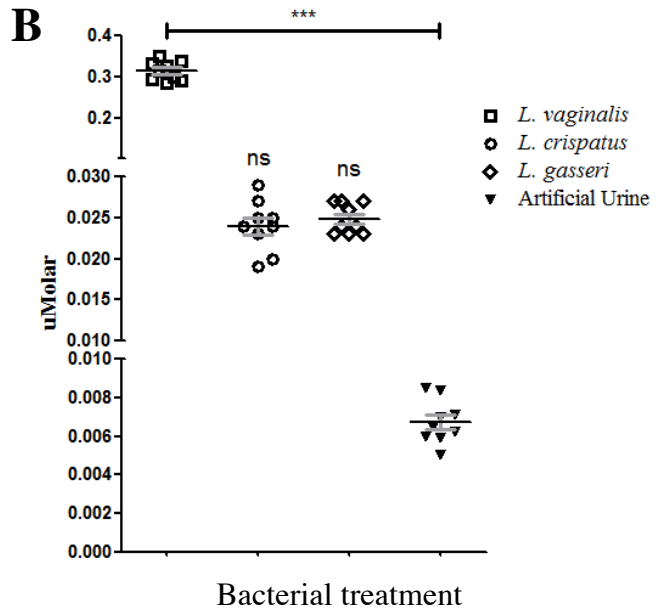 B
***
0.4
0.3
0.2
ns
ns
0.030
0.025
0.020
0.015
0.010
0.010
0.008
0.006
0.004
0.002
0.000
uMolar
L. vaginalis
L. crispatus
L. gasseri
Artificial Urine
Bacterial treatment